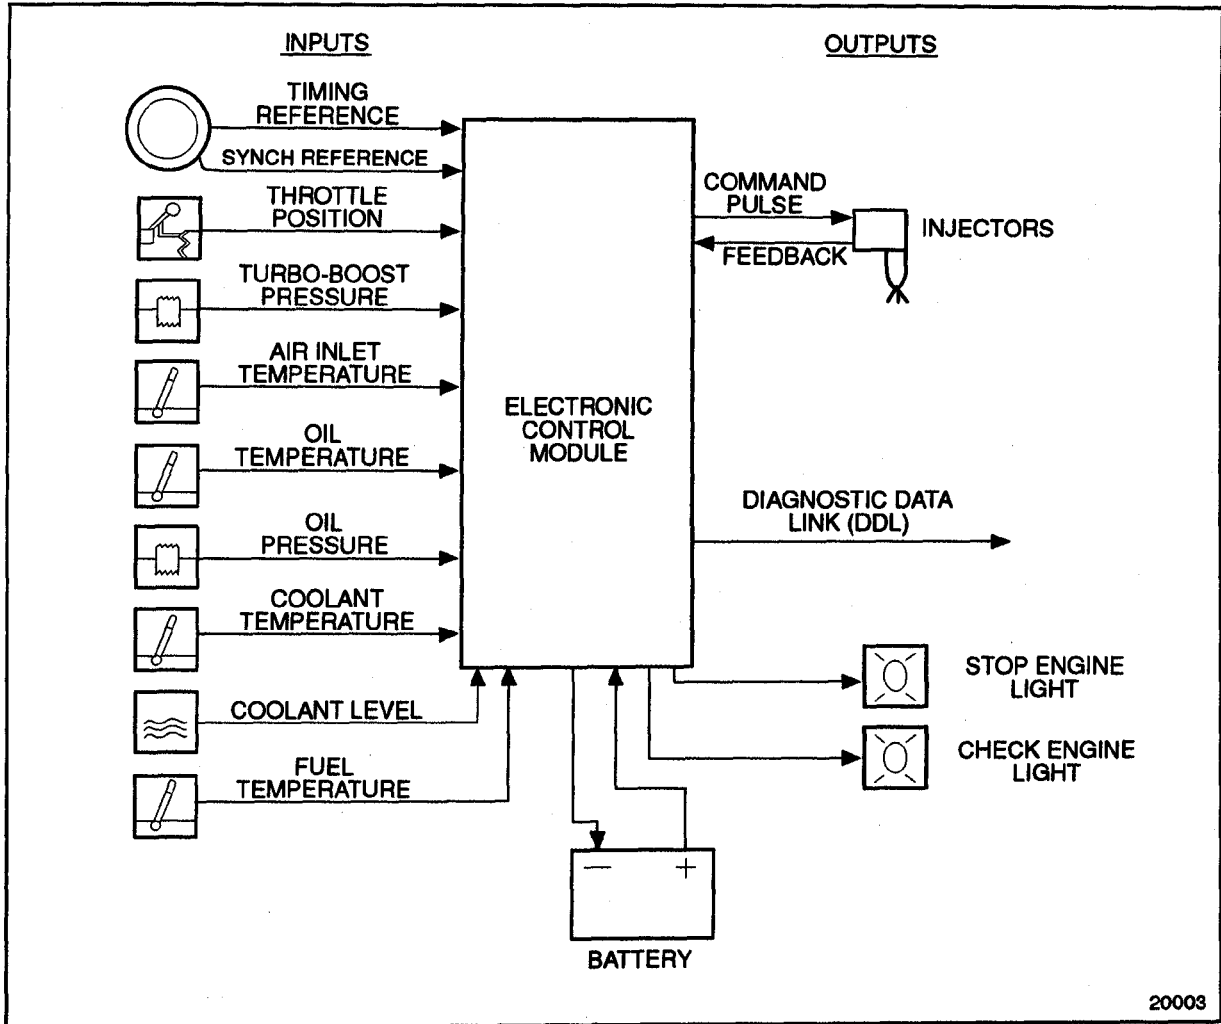 INPUTS
OUTPUTS
TIMING
REFERENCE
SYNCH REFERENCE
THROTTLE
POSITION
TURBO-BOOST
PRESSURE
AIR INLET
TEMPERATURE
OIL
TEMPERATURE
OIL
PRESSURE
COOLANT
TEMPERATURE
COOLANT LEVEL
FUEL
TEMPERATURE
ELECTRONIC
CONTROL
MODULE
COMMAND
PULSE
INJECTORS
FEEDBACK
DIAGNOSTIC DATA
LINK (DDL)
STOP ENGINE
LIGHT
CHECK ENGINE
LIGHT
— +
BATTERY
20003